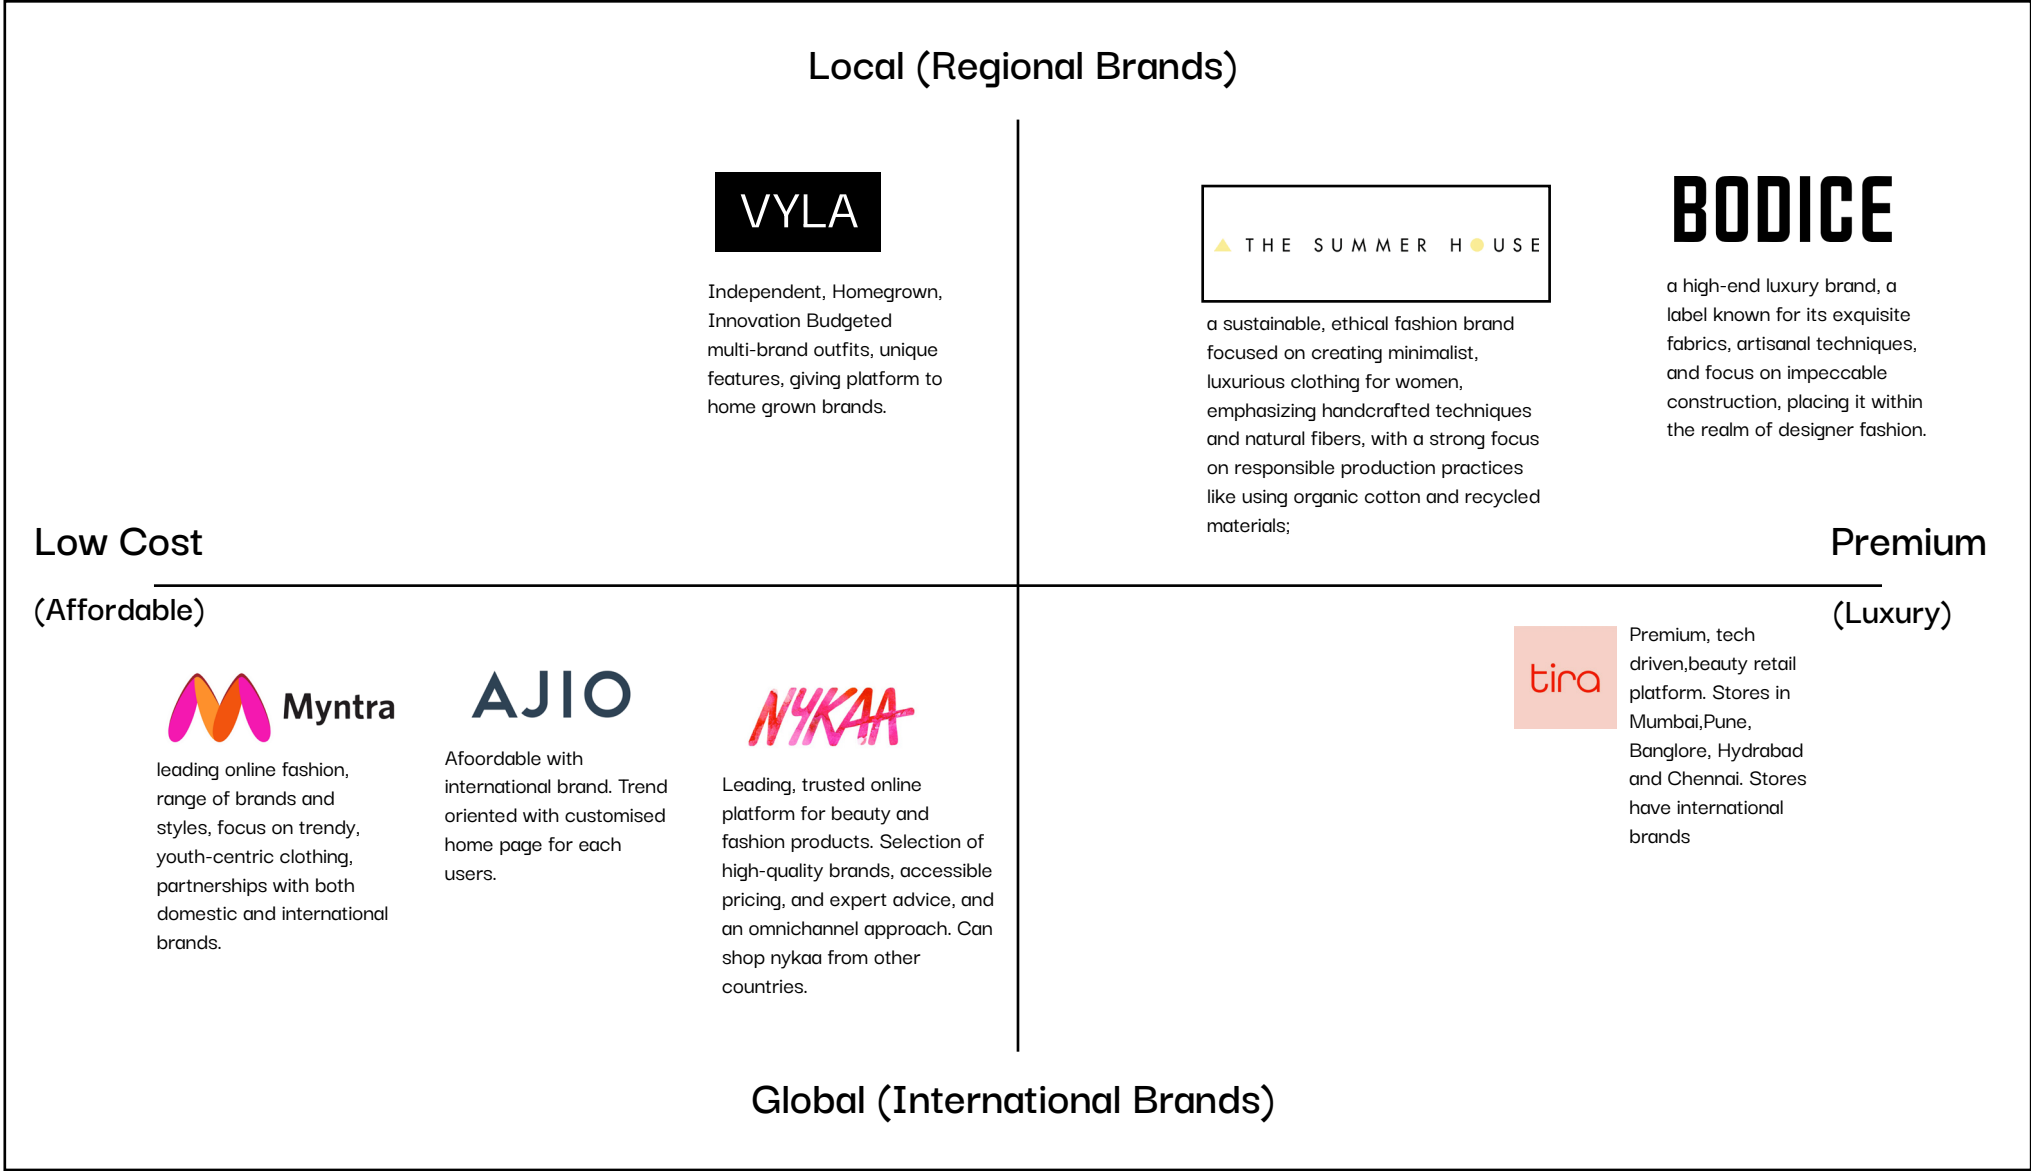 Local (Regional Brands)
VYLA
Independent, Homegrown,
Innovation Budgeted
multi-brand outfits, unique
features, giving platform to
home grown brands.
THE SUMMER HOUSE
a sustainable, ethical fashion brand
focused on creating minimalist,
luxurious clothing for women,
emphasizing handcrafted techniques
and natural fibers, with a strong focus
on responsible production practices
like using organic cotton and recycled
materials;
BODICE
a high-end luxury brand, a
label known for its exquisite
fabrics, artisanal techniques,
and focus on impeccable
construction, placing it within
the realm of designer fashion.
Low Cost
(Affordable)
Premium
(Luxury)
Myntra
leading online fashion,
range of brands and
styles, focus on trendy,
youth-centric clothing,
partnerships with both
domestic and international
brands.
AJIO
Afoordable with
international brand. Trend
oriented with customised
home page for each
users.
NYKAA
Leading, trusted online
platform for beauty and
fashion products. Selection of
high-quality brands, accessible
pricing, and expert advice, and
an omnichannel approach. Can
shop nykaa from other
countries.
tira
Premium, tech
driven,beauty retail
platform. Stores in
Mumbai,Pune,
Banglore, Hydrabad
and Chennai. Stores
have international
brands
Global (International Brands)